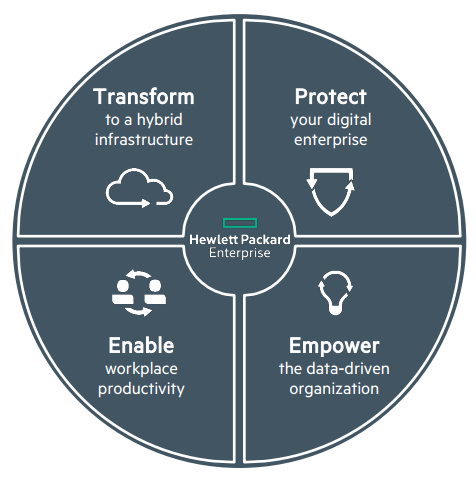 Transform
to a hybrid
infrastructure
Protect
your digital
enterprise
Hewlett Packard
Enterprise
Enable
workplace
productivity
Empower
the data-driven
organization